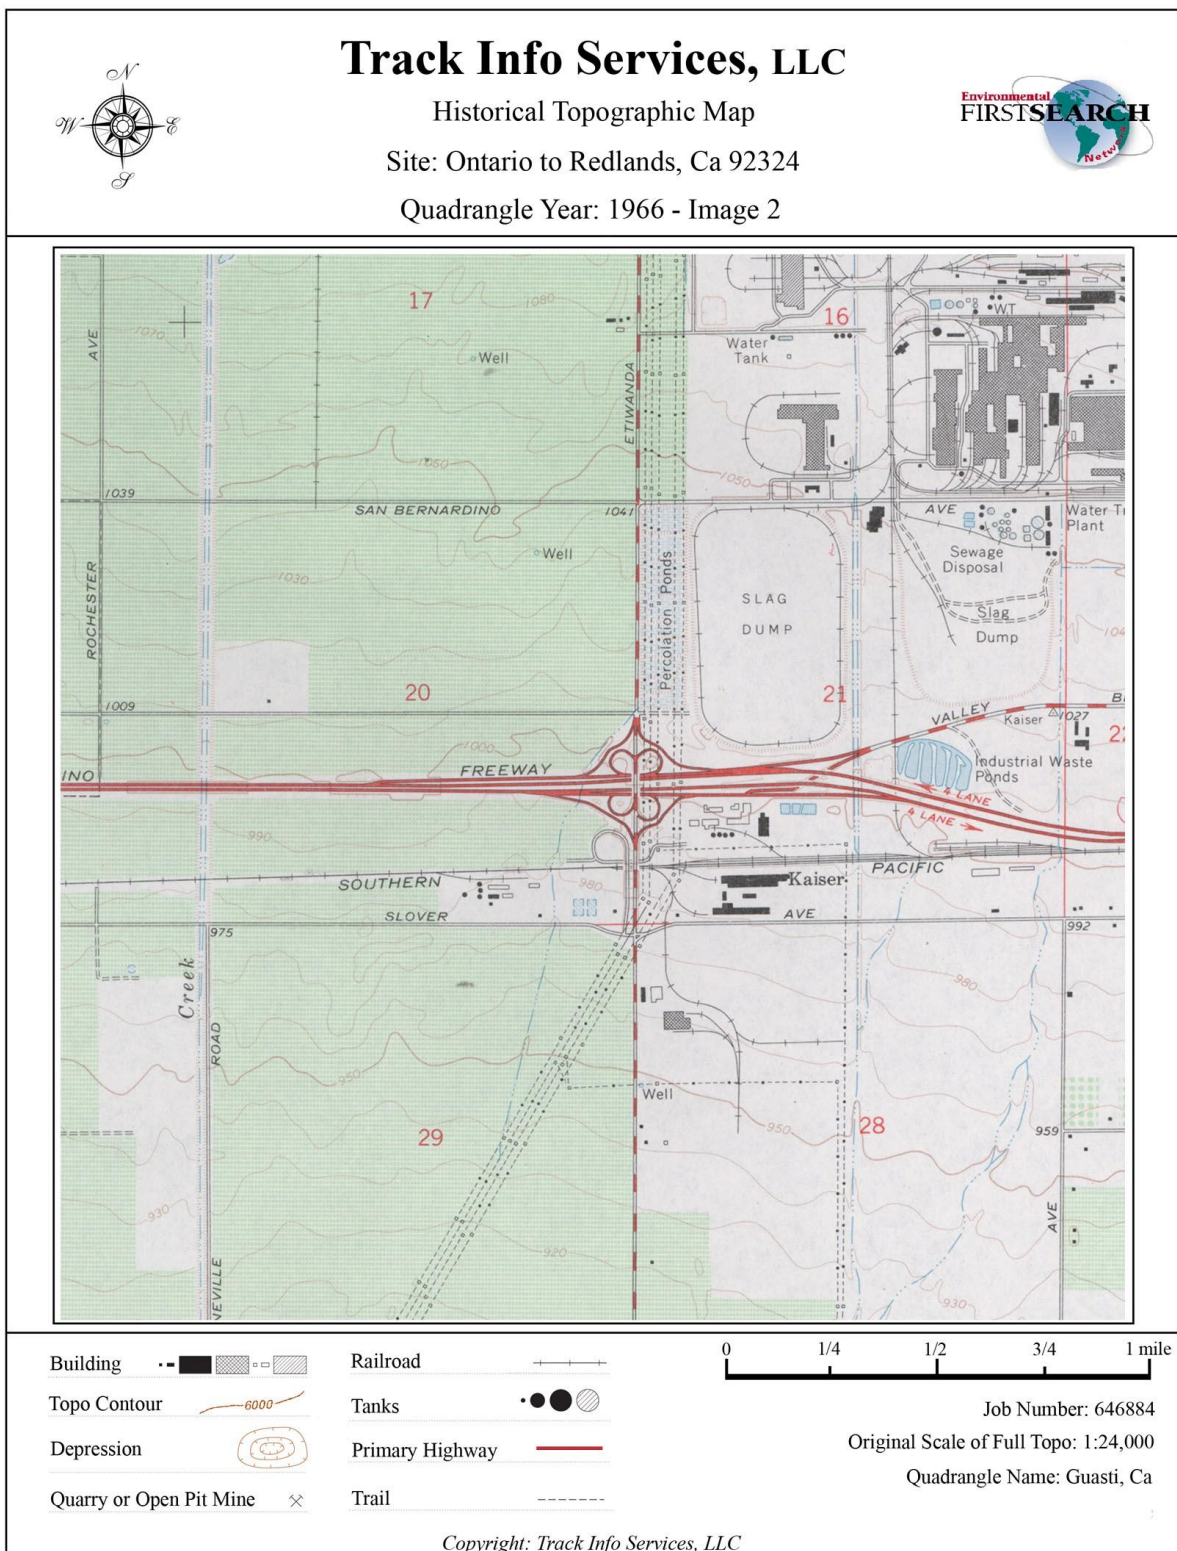 Track Info Services, LLC
Historical Topographic Map
Site: Ontario to Redlands, Ca 92324
Quadrangle Year: 1966 - Image 2
N
W
E
S
Environmental
FIRSTSEARCH
Network
17
1080
16
W.T
1070
AVE
Well
Water
Tank
ETIWANDA
1050
1050
1039
SAN BERNARDINO
1041
AVE
Water
Plant
Well
Sewage
Disposal
1030
ROCHESTER
Percolation Ponds
SLAG
DUMP
Slag
Dump
104
20
21
1009
VALLEY
Kaiser
1027
22
1000
INO
FREEWAY
Industrial Waste
Ponds
4 LANE
4 LANE
990
SOUTHERN
980
Kaiser
PACIFIC
SLOVER
AVE
975
992
Creek
980
ROAD
950
Well
950
29
28
959
930
920
AVE
930
NEVILLE
Building
Topo Contour
6000
Depression
Quarry or Open Pit Mine
Railroad
Tanks
Primary Highway
Trail
0 1/4 1/2 3/4 1 mile
Job Number: 646884
Original Scale of Full Topo: 1:24,000
Quadrangle Name: Guasti, Ca
Copyright: Track Info Services, LLC